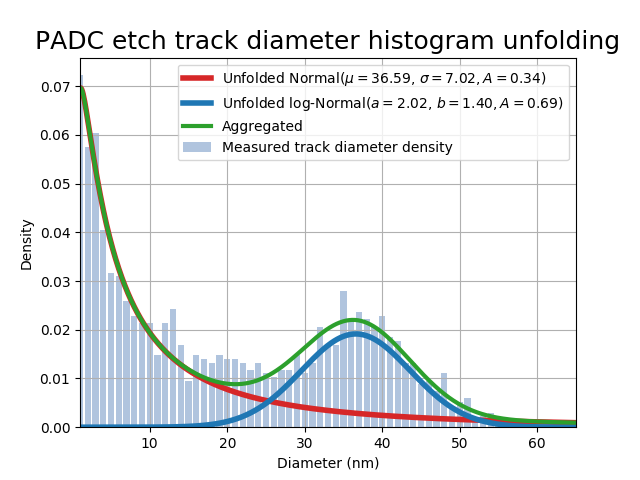 PADC etch track diameter histogram unfolding
Unfolded Normal(μ = 36.59, σ = 7.02, A = 0.34)
Unfolded log-Normal(a = 2.02, b = 1.40, A = 0.69)
Aggregated
Measured track diameter density
0.07
0.06
0.05
0.04
0.03
0.02
0.01
0.00
Density
10 20 30 40 50 60
Diameter (nm)